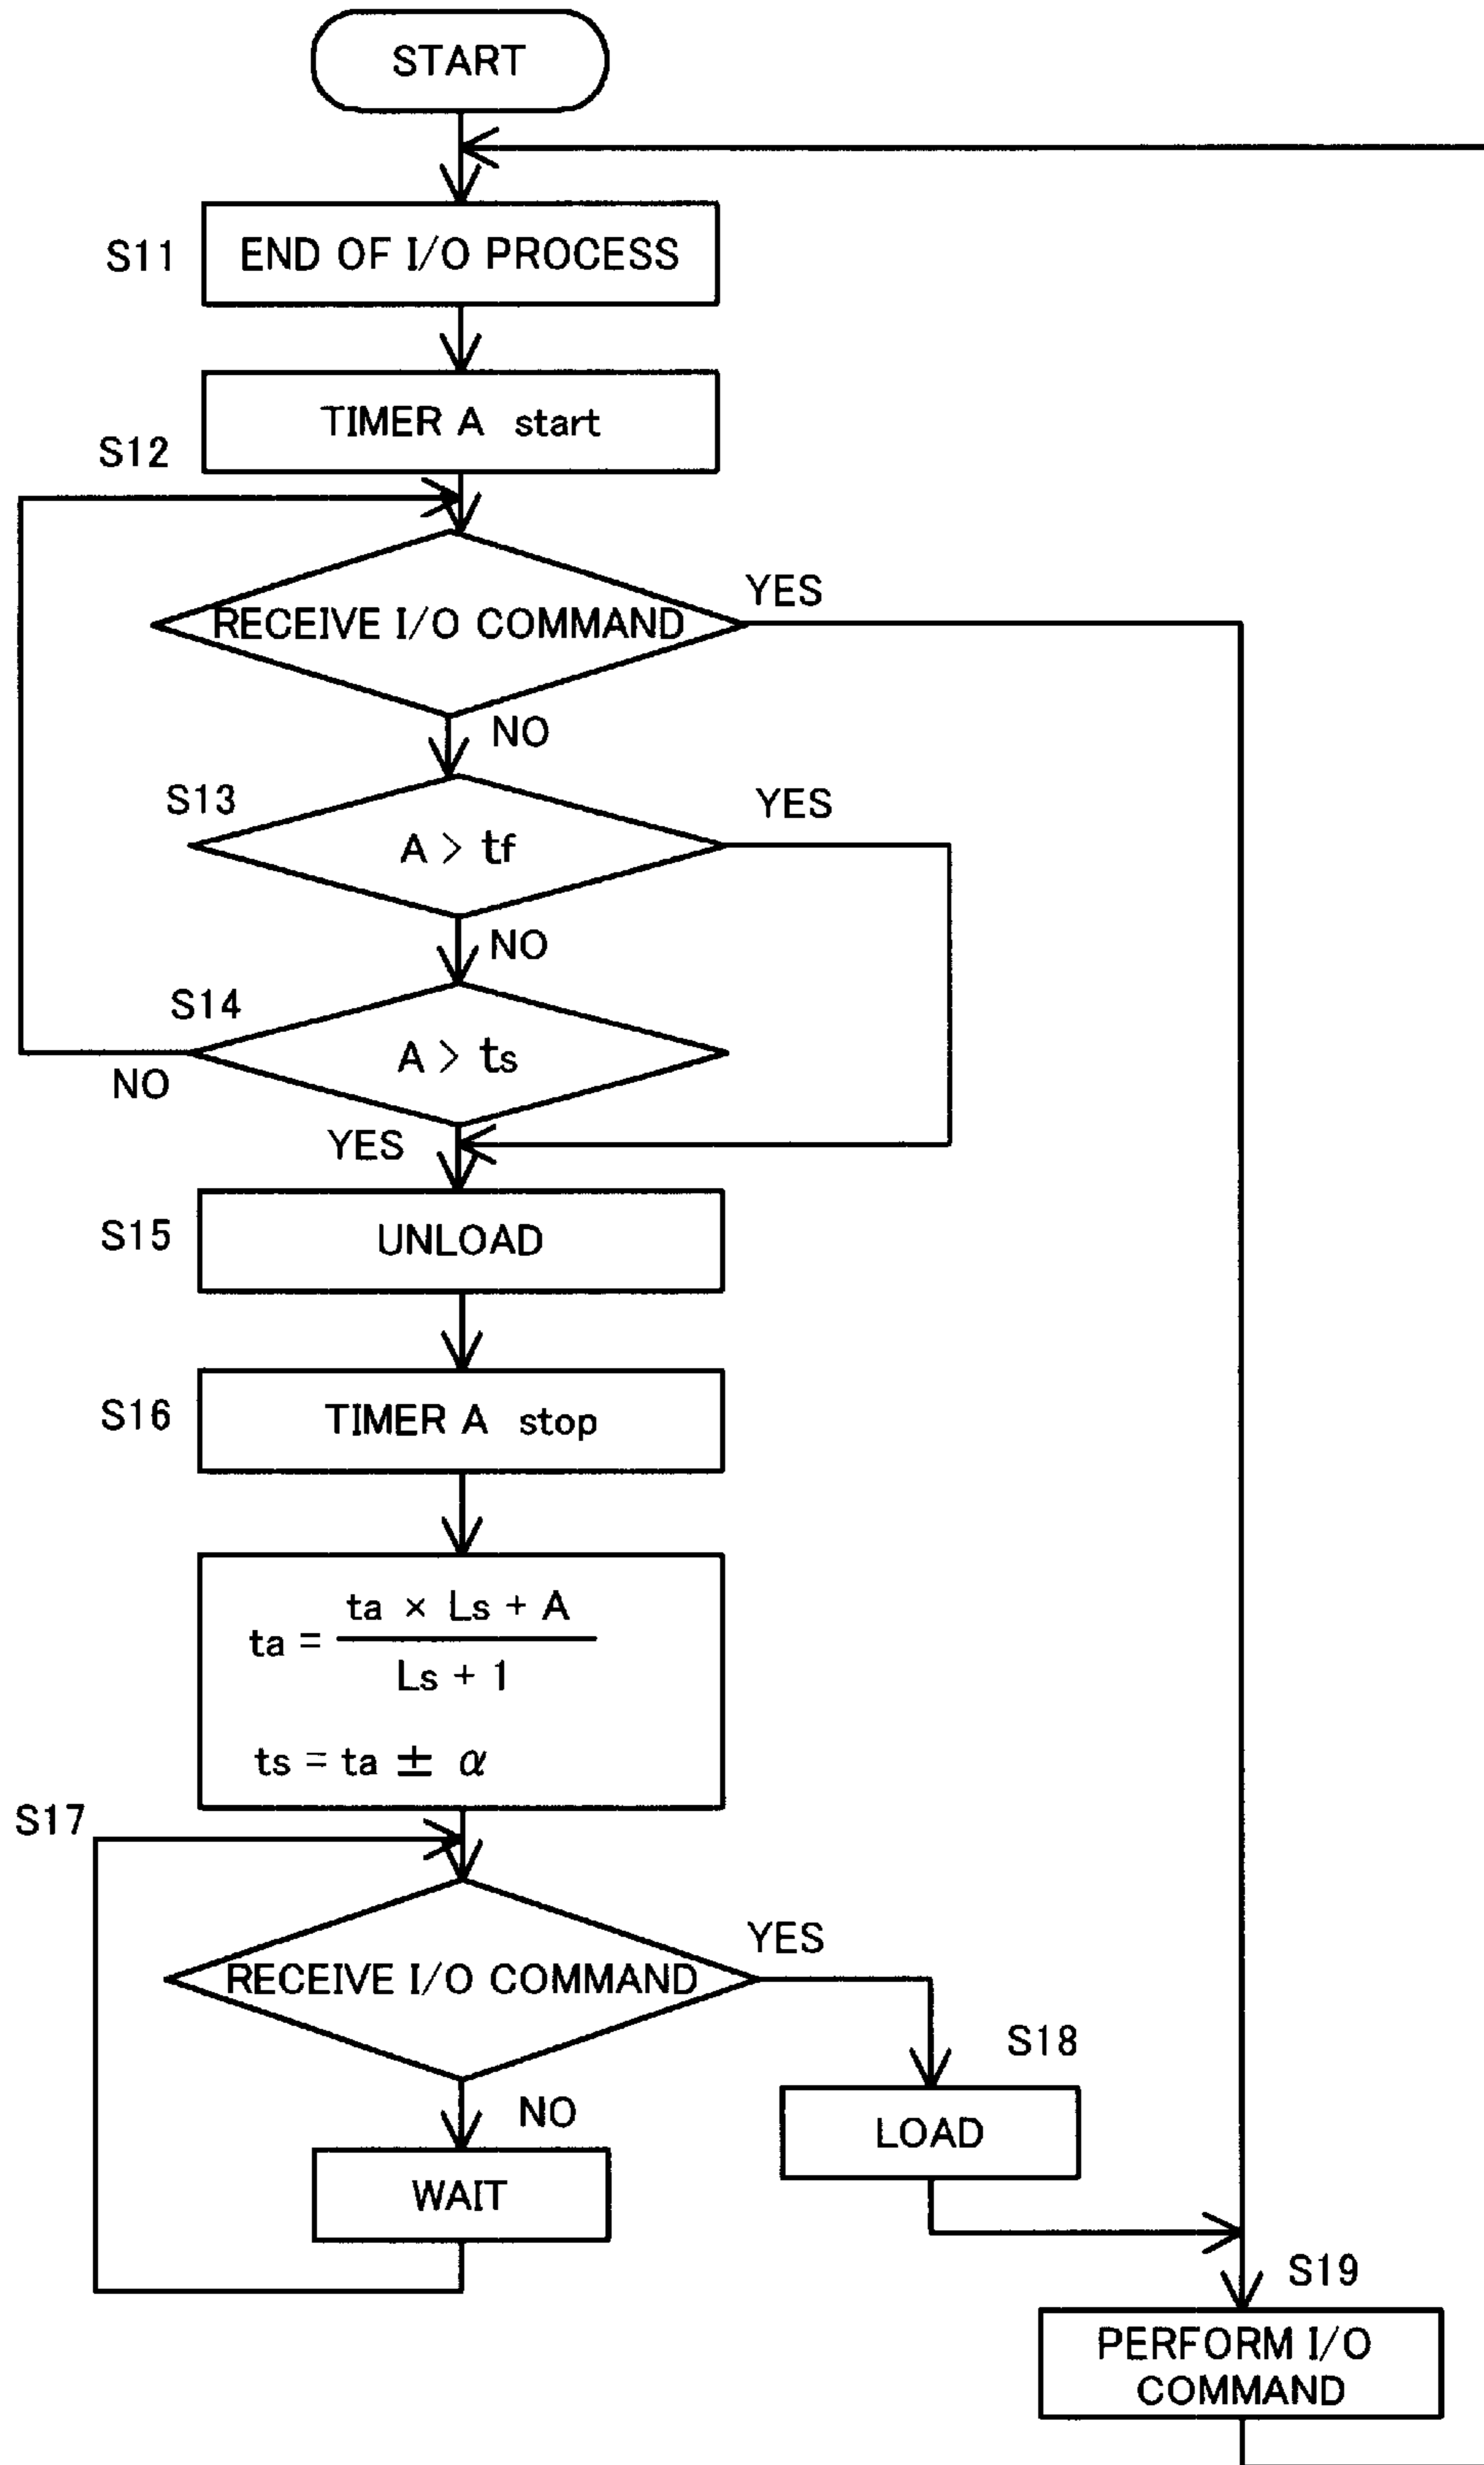 START
S11
END OF I/O PROCESS
TIMER A start
S12
RECEIVE I/O COMMAND
YES
NO
S13
A > tf
YES
NO
S14
A > ts
NO
YES
S15
UNLOAD
S16
TIMER A stop
ta = ta × Ls + A
Ls + 1
ts = ta ± α
S17
RECEIVE I/O COMMAND
YES
NO
WAIT
S18
LOAD
S19
PERFORM I/O
COMMAND